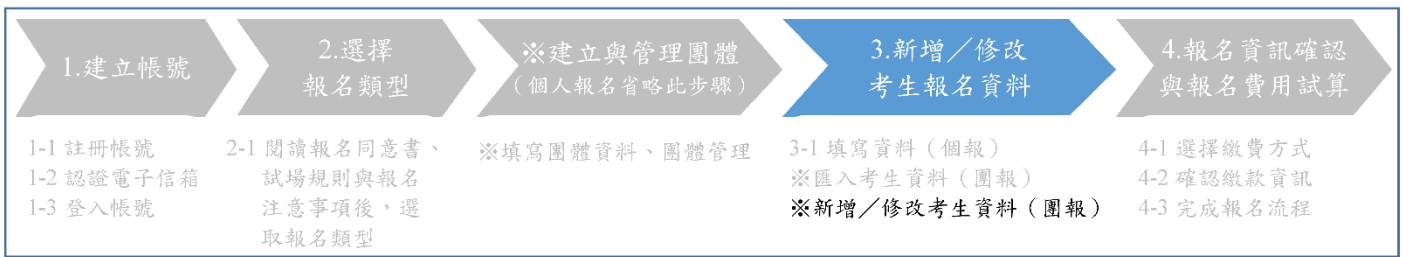 1.建立帳號
2.選擇
報名類型
※建立與管理團體
（個人報名省略此步驟）
3.新增／修改
考生報名資料
4.報名資訊確認
與報名費用試算
1-1 註冊帳號
1-2 認證電子信箱
1-3 登入帳號
2-1 閱讀報名同意書、
試場規則與報名
注意事項後，選
取報名類型
※填寫團體資料、團體管理
3-1 填寫資料（個報）
※匯入考生資料（團報）
※新增／修改考生資料（團報）
4-1 選擇繳費方式
4-2 確認繳款資訊
4-3 完成報名流程